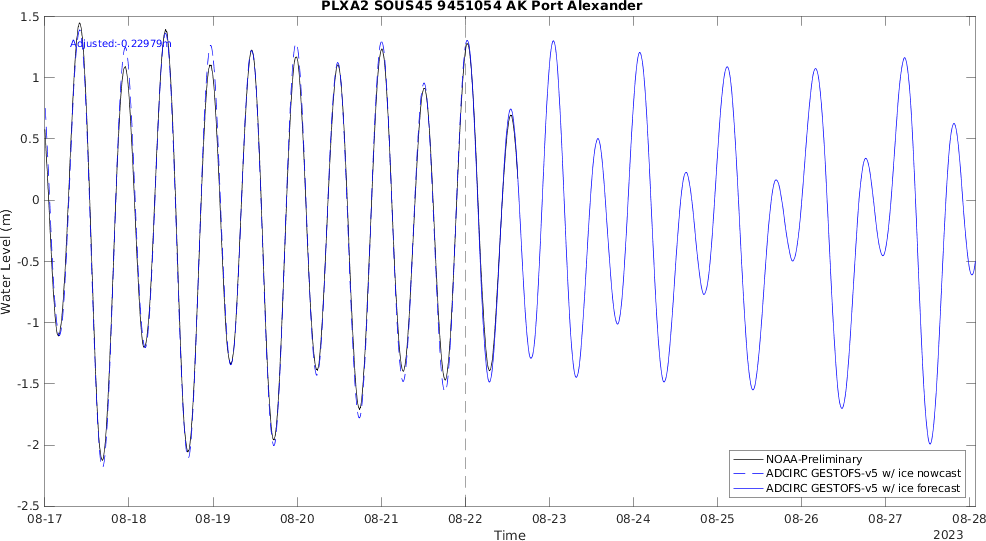 PLXA2 SOUS45 9451054 AK Port Alexander
Adjusted:-0.22979m
1.5
1
0.5
0
-0.5
-1
-1.5
-2
-2.5
Water Level (m)
08-17 08-18 08-19 08-20 08-21 08-22 08-23 08-24 08-25 08-26 08-27 08-28
Time
2023
NOAA-Preliminary
ADCIRC GESTOFS-v5 w/ ice nowcast
ADCIRC GESTOFS-v5 w/ ice forecast